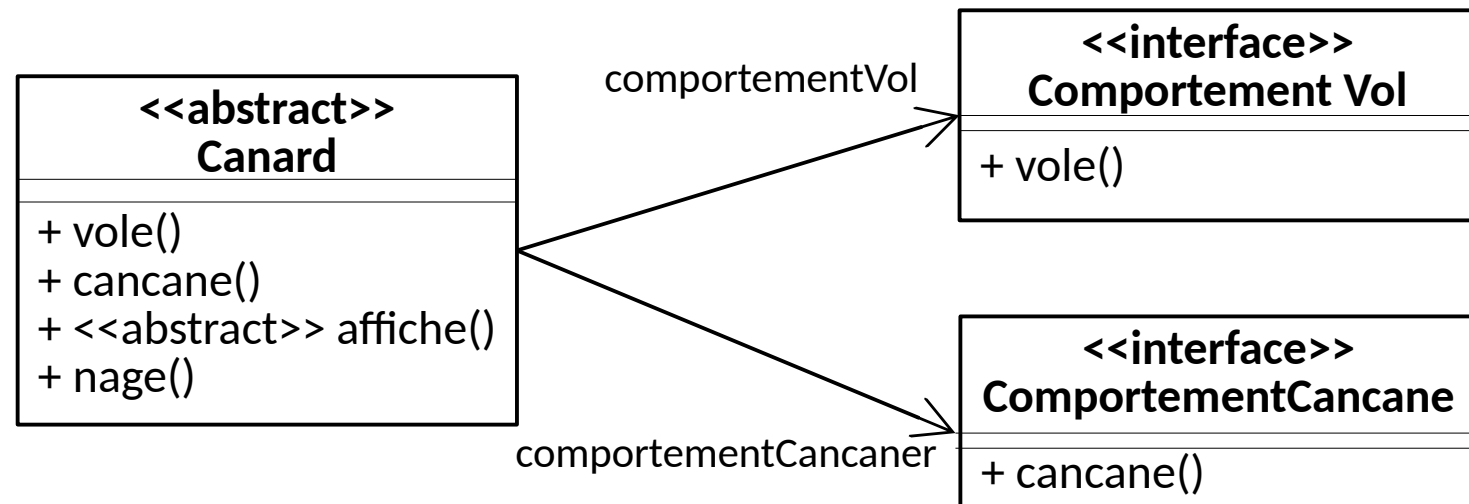 <<abstract>>
Canard
+ vole()
+ cancane()
+ <<abstract>> affiche()
+ nage()
comportementVol
comportementCancaner
<<interface>>
Comportement Vol
+ vole()
<<interface>>
ComportementCancane
+ cancane()